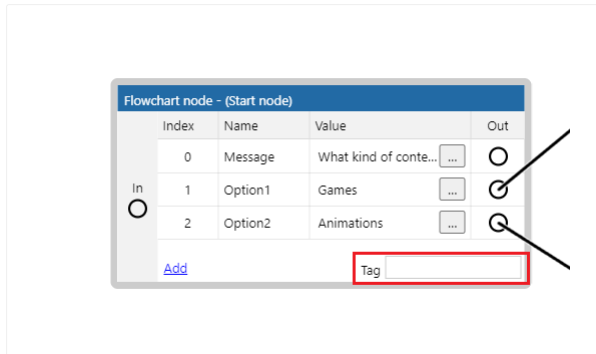 Flowchart node - (Start node)
Index Name Value Out
0 Message What kind of conte... ...
In
1 Option1 Games ...
2 Option2 Animations ...
Add Tag